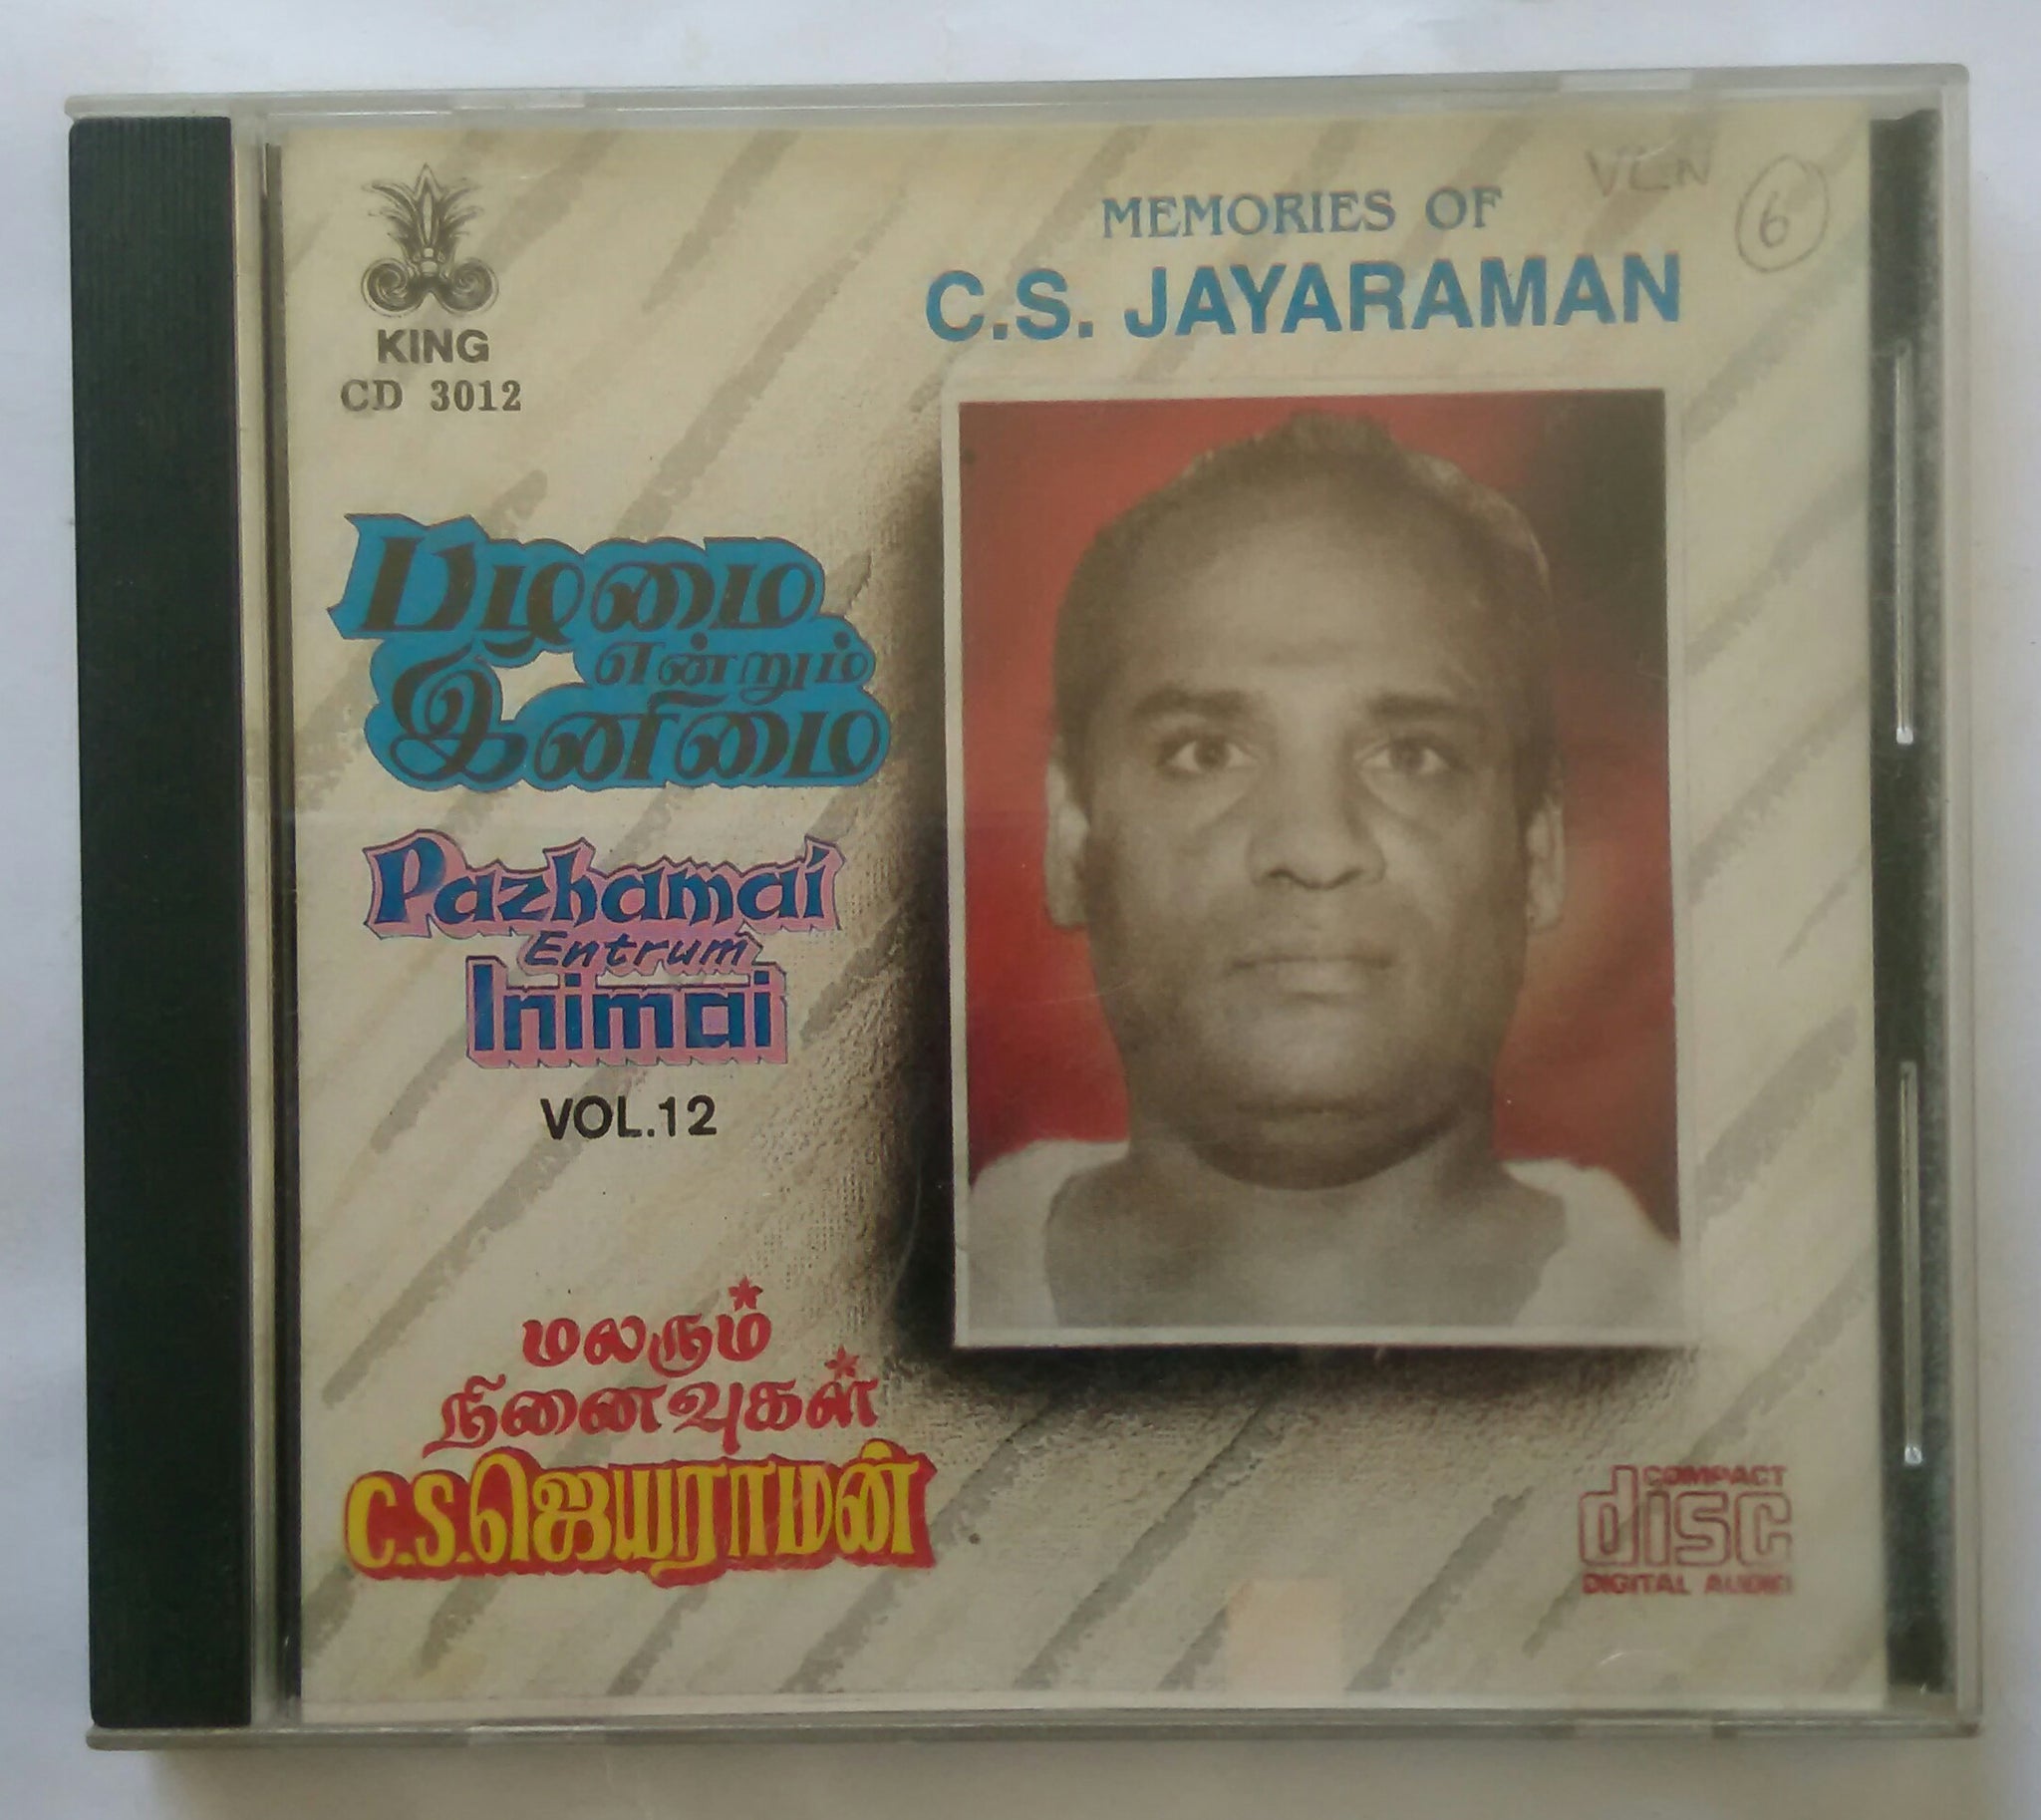 VLN
6
MEMORIES OF
C.S. JAYARAMAN
KING
CD 3012
பழமை
என்றும்
இனிமை
Pazhamai
Entrum
Inimai
VOL.12
மலரும்
நினைவுகள்
C.S.ஜெயராமன்
COMPACT
disc
DIGITAL AUDIO